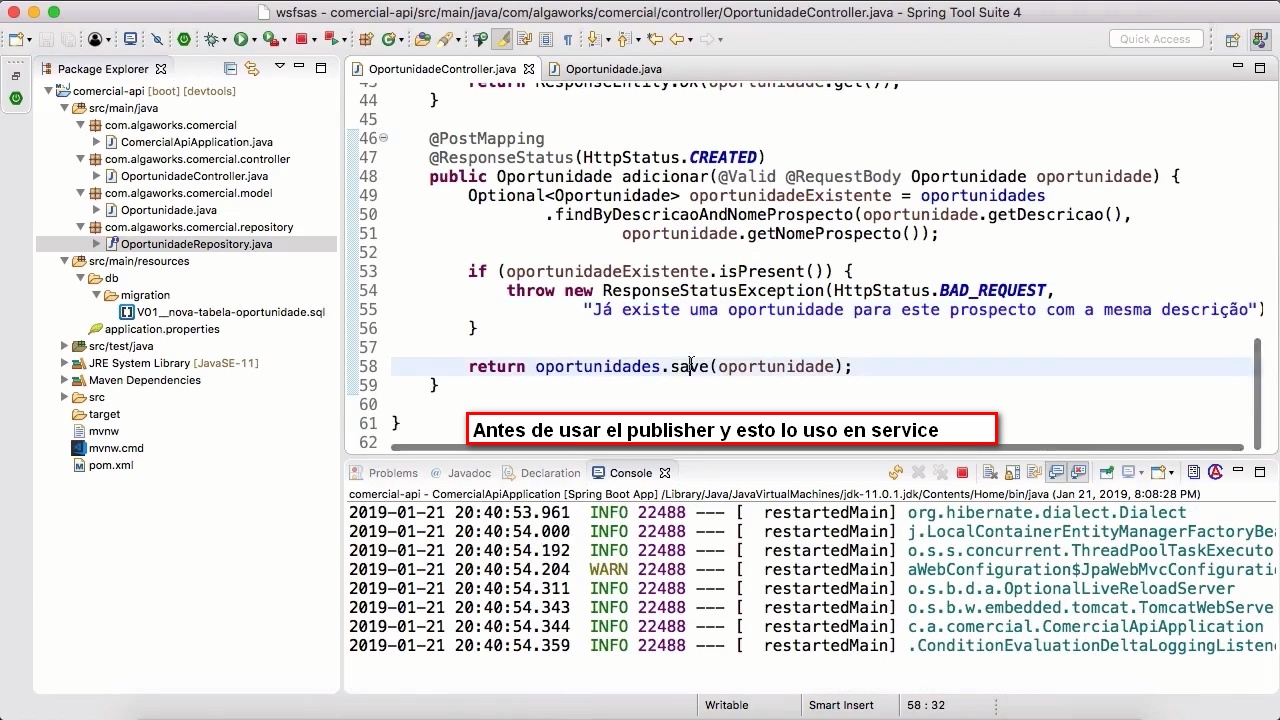 wsfsas - comercial-api/src/main/java/com/algaworks/comercial/controller/OportunidadeController.java - Spring Tool Suite 4
Quick Access
Package Explorer
comercial-api [boot] [devtools]
src/main/java
com.algaworks.comercial
ComercialApiApplication.java
com.algaworks.comercial.controller
OportunidadeController.java
com.algaworks.comercial.model
Oportunidade.java
com.algaworks.comercial.repository
OportunidadeRepository.java
src/main/resources
db
migration
V01__nova-tabela-oportunidade.sql
application.properties
src/test/java
JRE System Library [JavaSE-11]
Maven Dependencies
src
target
mvnw
mvnw.cmd
pom.xml
OportunidadeController.java
Oportunidade.java
43 return ResponseEntity.ok(oportunidade.get());
44 }
45
46 @PostMapping
47 @ResponseStatus(HttpStatus.CREATED)
48 public Oportunidade adicionar(@Valid @RequestBody Oportunidade oportunidade) {
49 Optional<Oportunidade> oportunidadeExistente = oportunidades
50 .findByDescricaoAndNomeProspecto(oportunidade.getDescricao(),
51 oportunidade.getNomeProspecto());
52
53 if (oportunidadeExistente.isPresent()) {
54 throw new ResponseStatusException(HttpStatus.BAD_REQUEST,
55 "Já existe uma oportunidade para este prospecto com a mesma descrição")
56 }
57
58 return oportunidades.save(oportunidade);
59 }
60
61 }
62
Antes de usar el publisher y esto lo uso en service
Problems @ Javadoc Declaration Console
comercial-api - ComercialApiApplication [Spring Boot App] /Library/Java/JavaVirtualMachines/jdk-11.0.1.jdk/Contents/Home/bin/java (Jan 21, 2019, 8:08:28 PM)
2019-01-21 20:40:53.961 INFO 22488 --- [ restartedMain] org.hibernate.dialect.Dialect
2019-01-21 20:40:54.000 INFO 22488 --- [ restartedMain] j.LocalContainerEntityManagerFactoryBea
2019-01-21 20:40:54.192 INFO 22488 --- [ restartedMain] o.s.s.concurrent.ThreadPoolTaskExecuto
2019-01-21 20:40:54.204 WARN 22488 --- [ restartedMain] aWebConfiguration$JpaWebMvcConfiguratio
2019-01-21 20:40:54.311 INFO 22488 --- [ restartedMain] o.s.b.d.a.OptionalLiveReloadServer
2019-01-21 20:40:54.343 INFO 22488 --- [ restartedMain] o.s.b.w.embedded.tomcat.TomcatWebServe
2019-01-21 20:40:54.344 INFO 22488 --- [ restartedMain] c.a.comercial.ComercialApiApplication
2019-01-21 20:40:54.359 INFO 22488 --- [ restartedMain] .ConditionEvaluationDeltaLoggingListene
Writable
Smart Insert
58 : 32